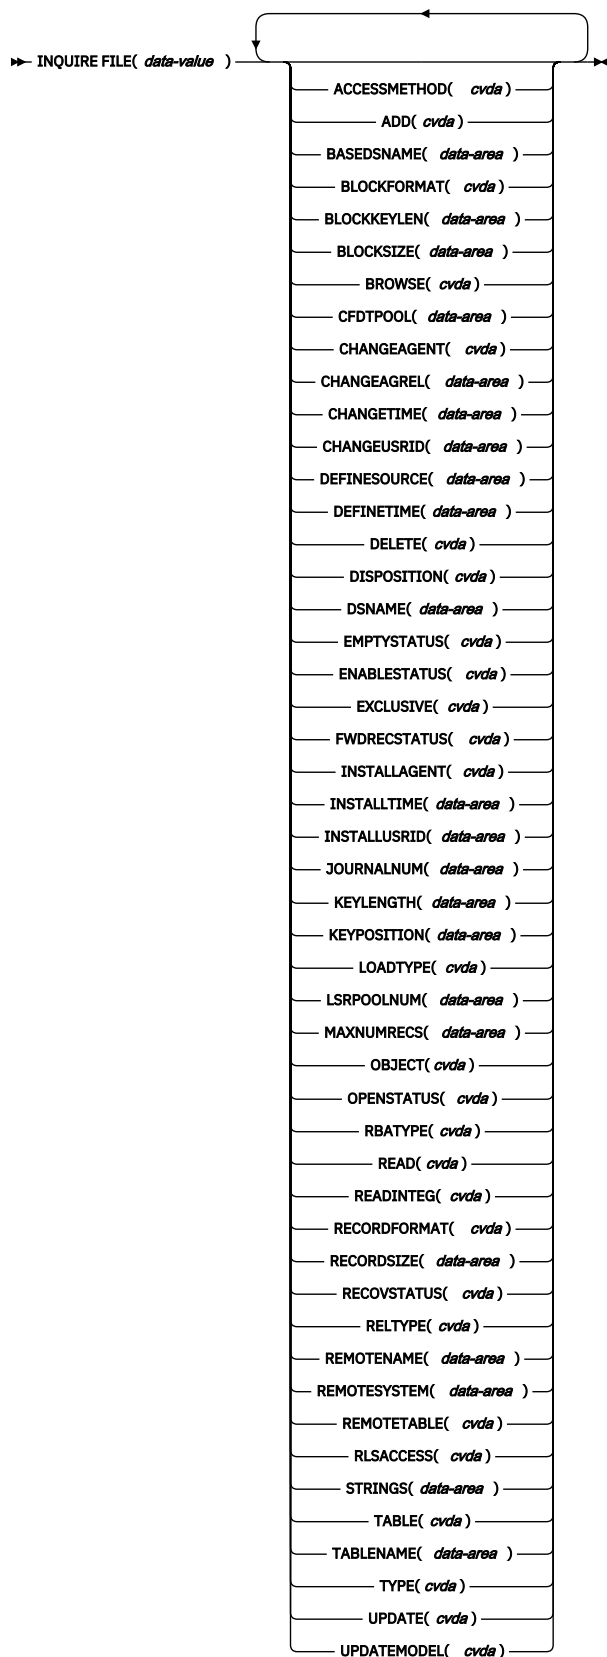 INQUIRE FILE( data-value )
ACCESSMETHOD( cvda )
ADD( cvda )
BASEDSNAME( data-area )
BLOCKFORMAT( cvda )
BLOCKKEYLEN( data-area )
BLOCKSIZE( data-area )
BROWSE( cvda )
CFDTPOOL( data-area )
CHANGEAGENT( cvda )
CHANGEAGREL( data-area )
CHANGETIME( data-area )
CHANGEUSRID( data-area )
DEFINESOURCE( data-area )
DEFINETIME( data-area )
DELETE( cvda )
DISPOSITION( cvda )
DSNAME( data-area )
EMPTYSTATUS( cvda )
ENABLESTATUS( cvda )
EXCLUSIVE( cvda )
FWDRECSTATUS( cvda )
INSTALLAGENT( cvda )
INSTALLTIME( data-area )
INSTALLUSRID( data-area )
JOURNALNUM( data-area )
KEYLENGTH( data-area )
KEYPOSITION( data-area )
LOADTYPE( cvda )
LSRPOOLNUM( data-area )
MAXNUMRECS( data-area )
OBJECT( cvda )
OPENSTATUS( cvda )
RBATYPE( cvda )
READ( cvda )
READINTEG( cvda )
RECORDFORMAT( cvda )
RECORDSIZE( data-area )
RECOVSTATUS( cvda )
RELTYPE( cvda )
REMOTENAME( data-area )
REMOTESYSTEM( data-area )
REMOTETABLE( cvda )
RLSACCESS( cvda )
STRINGS( data-area )
TABLE( cvda )
TABLENAME( data-area )
TYPE( cvda )
UPDATE( cvda )
UPDATEMODEL( cvda )